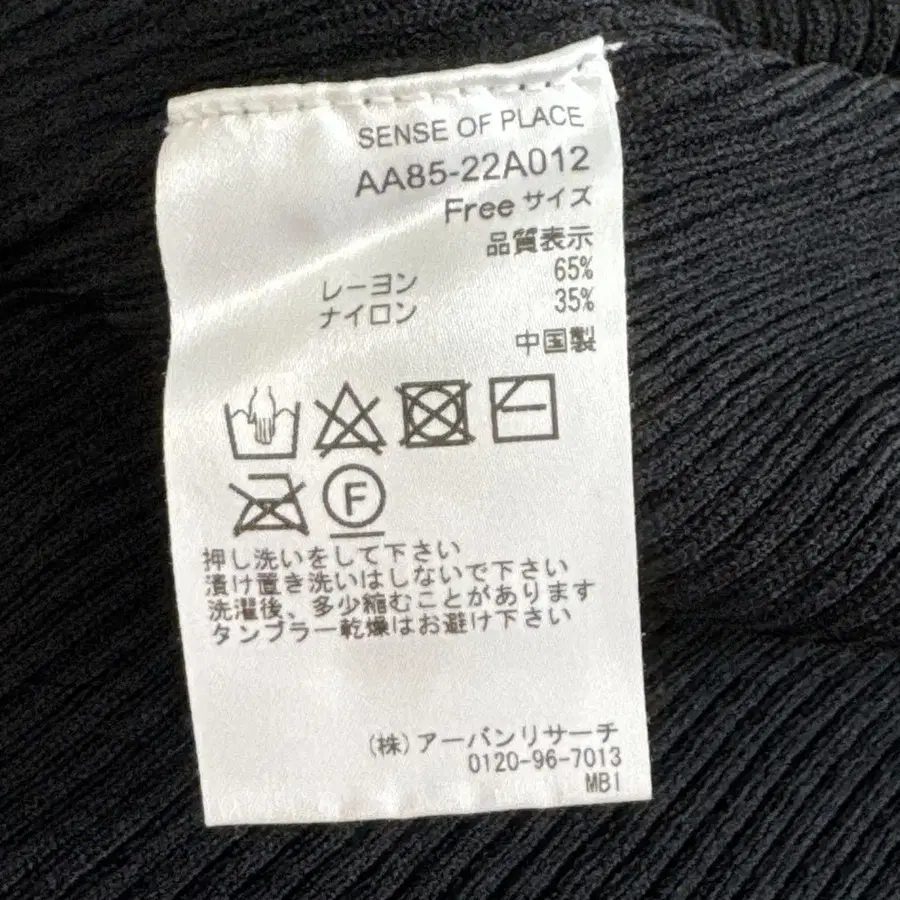 SENSE OF PLACE
AA85-22A012
Free サイズ
品質表示
レーヨン 65%
ナイロン 35%
中国製
F
押し洗いをして下さい
漬け置き洗いはしないで下さい
洗濯後、多少縮むことがあります
タンブラー乾燥はお避け下さい
(株)アーバンリサーチ
0120-96-7013
MB1